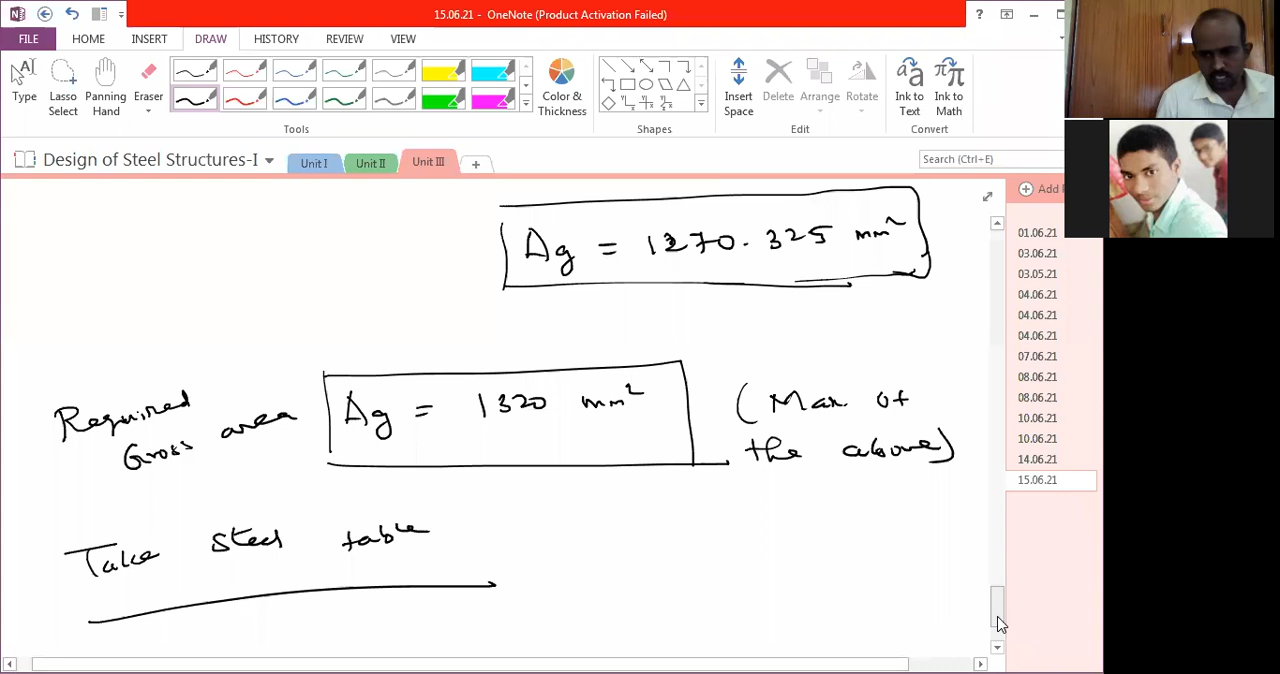 15.06.21 - OneNote (Product Activation Failed)
FILE HOME INSERT DRAW HISTORY REVIEW VIEW
Type
Lasso Select
Panning Hand
Eraser
Color & Thickness
Insert Space
Delete
Arrange
Rotate
Ink to Text
Ink to Math
Tools
Shapes
Edit
Convert
Design of Steel Structures-I
Unit I
Unit II
Unit III
Search (Ctrl+E)
Add
01.06.21
03.06.21
03.05.21
04.06.21
04.06.21
04.06.21
07.06.21
08.06.21
08.06.21
10.06.21
10.06.21
14.06.21
15.06.21
Ag = 1270.325 mm²
Required Gross area
Ag = 1320 mm²
(Max of
the above)
Take steel table